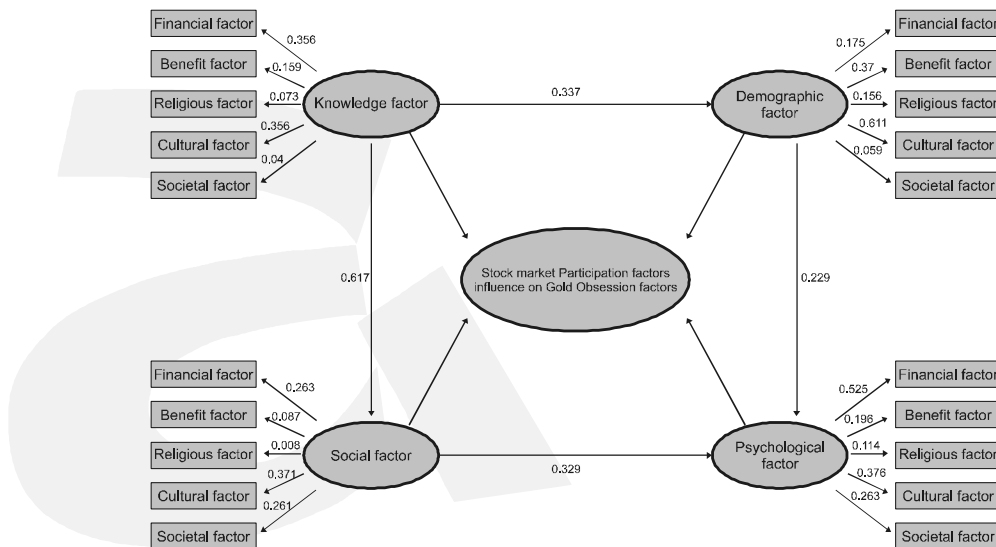 Financial factor
0.356
Benefit factor
0.159
Religious factor
0.073
Cultural factor
0.356
Societal factor
0.04
Knowledge factor
0.337
Demographic
factor
Financial factor
0.175
Benefit factor
0.37
Religious factor
0.156
Cultural factor
0.611
Societal factor
0.059
Stock market Participation factors
influence on Gold Obsession factors
0.617
0.229
Financial factor
0.263
Benefit factor
0.087
Religious factor
0.008
Cultural factor
0.371
Societal factor
0.261
Social factor
0.329
Psychological
factor
Financial factor
0.525
Benefit factor
0.196
Religious factor
0.114
Cultural factor
0.376
Societal factor
0.263